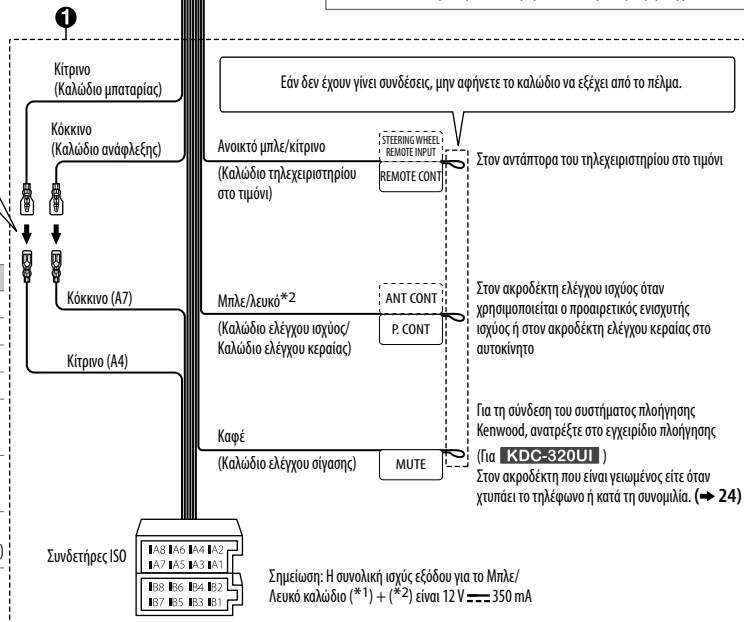 ❶
Κίτρινο
(Καλώδιο μπαταρίας)
Εάν δεν έχουν γίνει συνδέσεις, μην αφήνετε το καλώδιο να εξέχει από το πέλμα.
Κόκκινο
(Καλώδιο ανάφλεξης)
Ανοικτό μπλε/κίτρινο
(Καλώδιο τηλεχειριστηρίου
στο τιμόνι)
STEERING WHEEL
REMOTE INPUT
REMOTE CONT
Στον αντάπτορα του τηλεχειριστηρίου στο τιμόνι
Κόκκινο (A7)
Κίτρινο (A4)
Μπλε/λευκό*2
(Καλώδιο ελέγχου ισχύος/
Καλώδιο ελέγχου κεραίας)
ANT CONT
P. CONT
Στον ακροδέκτη ελέγχου ισχύος όταν
χρησιμοποιείται ο προαιρετικός ενισχυτής
ισχύος ή στον ακροδέκτη ελέγχου κεραίας στο
αυτοκίνητο
Καφέ
(Καλώδιο ελέγχου σίγασης)
MUTE
Για τη σύνδεση του συστήματος πλοήγησης
Kenwood, ανατρέξτε στο εγχειρίδιο πλοήγησης
(Για KDC-320UI )
Στον ακροδέκτη που είναι γειωμένος είτε όταν
χτυπάει το τηλέφωνο ή κατά τη συνομιλία. (➜ 24)
Συνδετήρες ISO
A8 A6 A4 A2
A7 A5 A3 A1
B8 B6 B4 B2
B7 B5 B3 B1
Σημείωση: Η συνολική ισχύς εξόδου για το Μπλε/
Λευκό καλώδιο (*1) + (*2) είναι 12 V ⎓ 350 mA